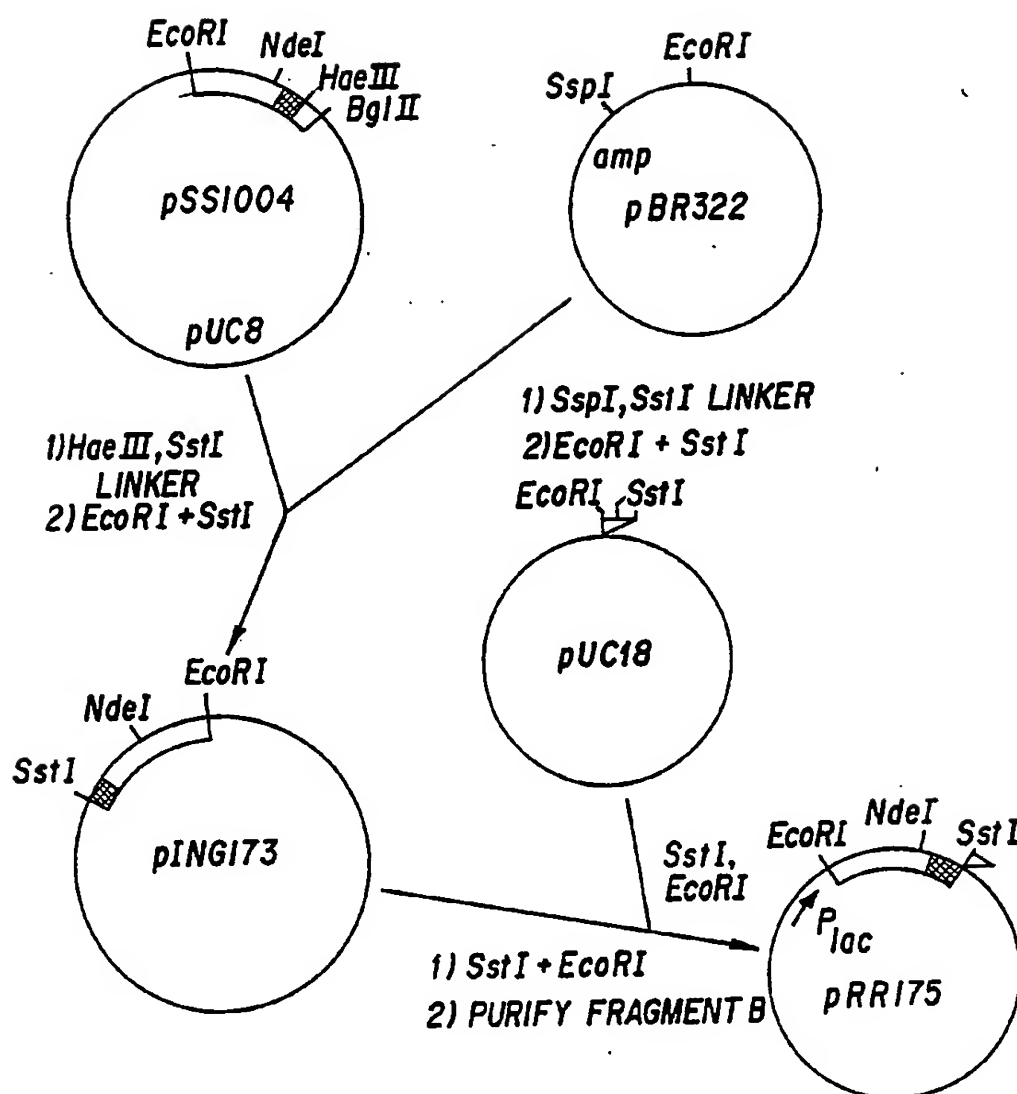 EcoRI
NdeI
HaeIII
BglII
pSS1004
pUC8
EcoRI
SspI
amp
pBR322
1) HaeIII, SstI
LINKER
2) EcoRI + SstI
1) SspI, SstI LINKER
2) EcoRI + SstI
EcoRI
SstI
pUC18
EcoRI
NdeI
SstI
pING173
SstI,
EcoRI
1) SstI + EcoRI
2) PURIFY FRAGMENT B
EcoRI
NdeI
SstI
Plac
pRR175